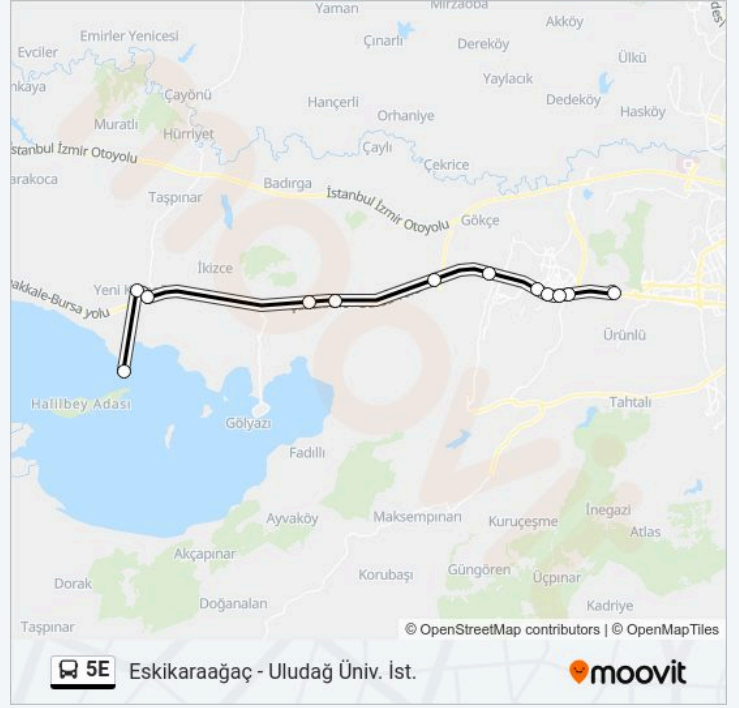 Yaman
Mirzaoba
Emirler Yenicesi
Akköy
Çınarlı
Dereköy
Evciler
Ülkü
nkaya
Yaylacık
Çayönü
Hançerli
Dedeköy
Hasköy
Orhaniye
Muratlı
Hürriyet
stanbul İzmir Otoyolu
Çaylı
Çekrice
arakoca
Badırga
İstanbul İzmir Otoyolu
Taşpınar
Gökçe
İkizce
akkale-Bursa yolu
Yeni K
Ürünlü
Halilbey Adası
Tahtalı
Gölyazı
Fadıllı
İnegazi
Ayvaköy
Maksempınarı
Kuruçeşme
Atlas
Akçapınar
Korubaşı
Güngören
Üçpınar
Dorak
Doğanalan
Kadriye
Taşpınar
© OpenStreetMap contributors | © OpenMapTiles
5E Eskikaraağaç - Uludağ Üniv. İst.
moovit